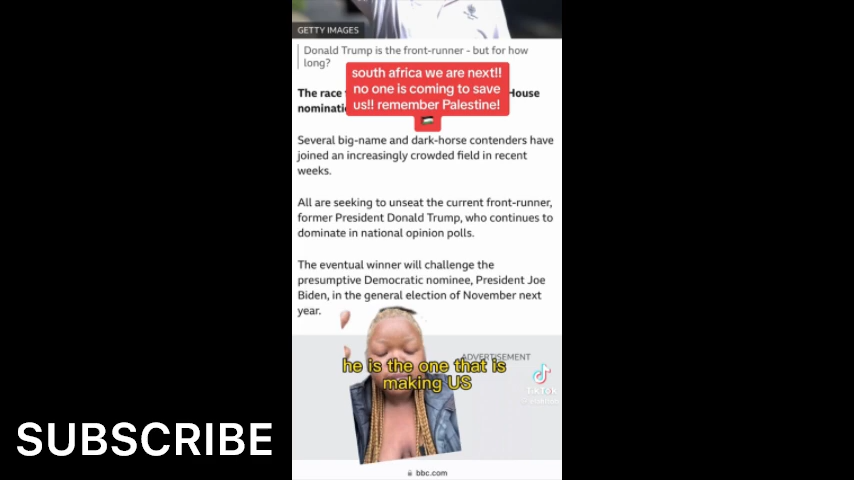 GETTY IMAGES
Donald Trump is the front-runner - but for how
long?
south africa we are next!!
no one is coming to save
us!! remember Palestine!
The race
House
nominati
Several big-name and dark-horse contenders have
joined an increasingly crowded field in recent
weeks.
All are seeking to unseat the current front-runner,
former President Donald Trump, who continues to
dominate in national opinion polls.
The eventual winner will challenge the
presumptive Democratic nominee, President Joe
Biden, in the general election of November next
year.
ADVERTISEMENT
he is the one that is
making US
TikTok
SUBSCRIBE
bbc.com